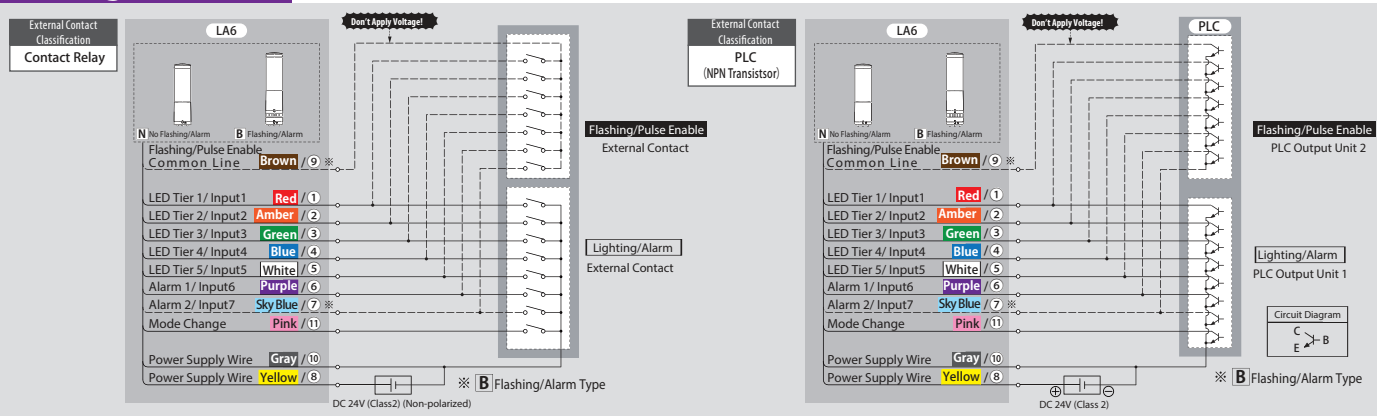 External Contact
Classification
Contact Relay
LA6
Don't Apply Voltage!
N No Flashing/Alarm
B Flashing/Alarm
Flashing/Pulse Enable
Common Line Brown /⑨ ※
LED Tier 1/ Input1 Red /①
LED Tier 2/ Input2 Amber /②
LED Tier 3/ Input3 Green /③
LED Tier 4/ Input4 Blue /④
LED Tier 5/ Input5 White /⑤
Alarm 1/ Input6 Purple /⑥
Alarm 2/ Input7 Sky Blue /⑦ ※
Mode Change Pink /⑪
Power Supply Wire Gray /⑩
Power Supply Wire Yellow /⑧
DC 24V (Class2) (Non-polarized)
Flashing/Pulse Enable
External Contact
Lighting/Alarm
External Contact
※ B Flashing/Alarm Type
External Contact
Classification
PLC
(NPN Transistsor)
LA6
Don't Apply Voltage!
PLC
N No Flashing/Alarm
B Flashing/Alarm
Flashing/Pulse Enable
Common Line Brown /⑨ ※
LED Tier 1/ Input1 Red /①
LED Tier 2/ Input2 Amber /②
LED Tier 3/ Input3 Green /③
LED Tier 4/ Input4 Blue /④
LED Tier 5/ Input5 White /⑤
Alarm 1/ Input6 Purple /⑥
Alarm 2/ Input7 Sky Blue /⑦ ※
Mode Change Pink /⑪
Power Supply Wire Gray /⑩
Power Supply Wire Yellow /⑧
⊕ ⊖
DC 24V (Class 2)
Flashing/Pulse Enable
PLC Output Unit 2
Lighting/Alarm
PLC Output Unit 1
Circuit Diagram
C
B
E
※ B Flashing/Alarm Type